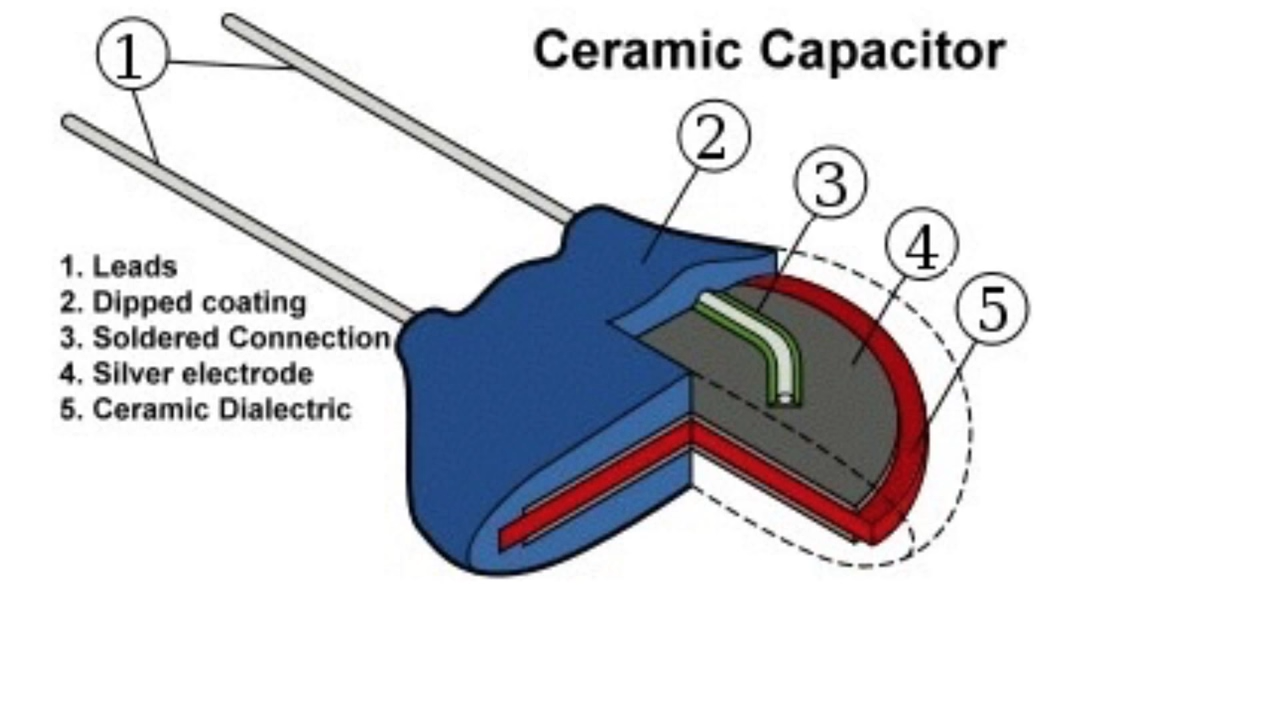 Ceramic Capacitor
1
2
3
4
5
1. Leads
2. Dipped coating
3. Soldered Connection
4. Silver electrode
5. Ceramic Dialectric